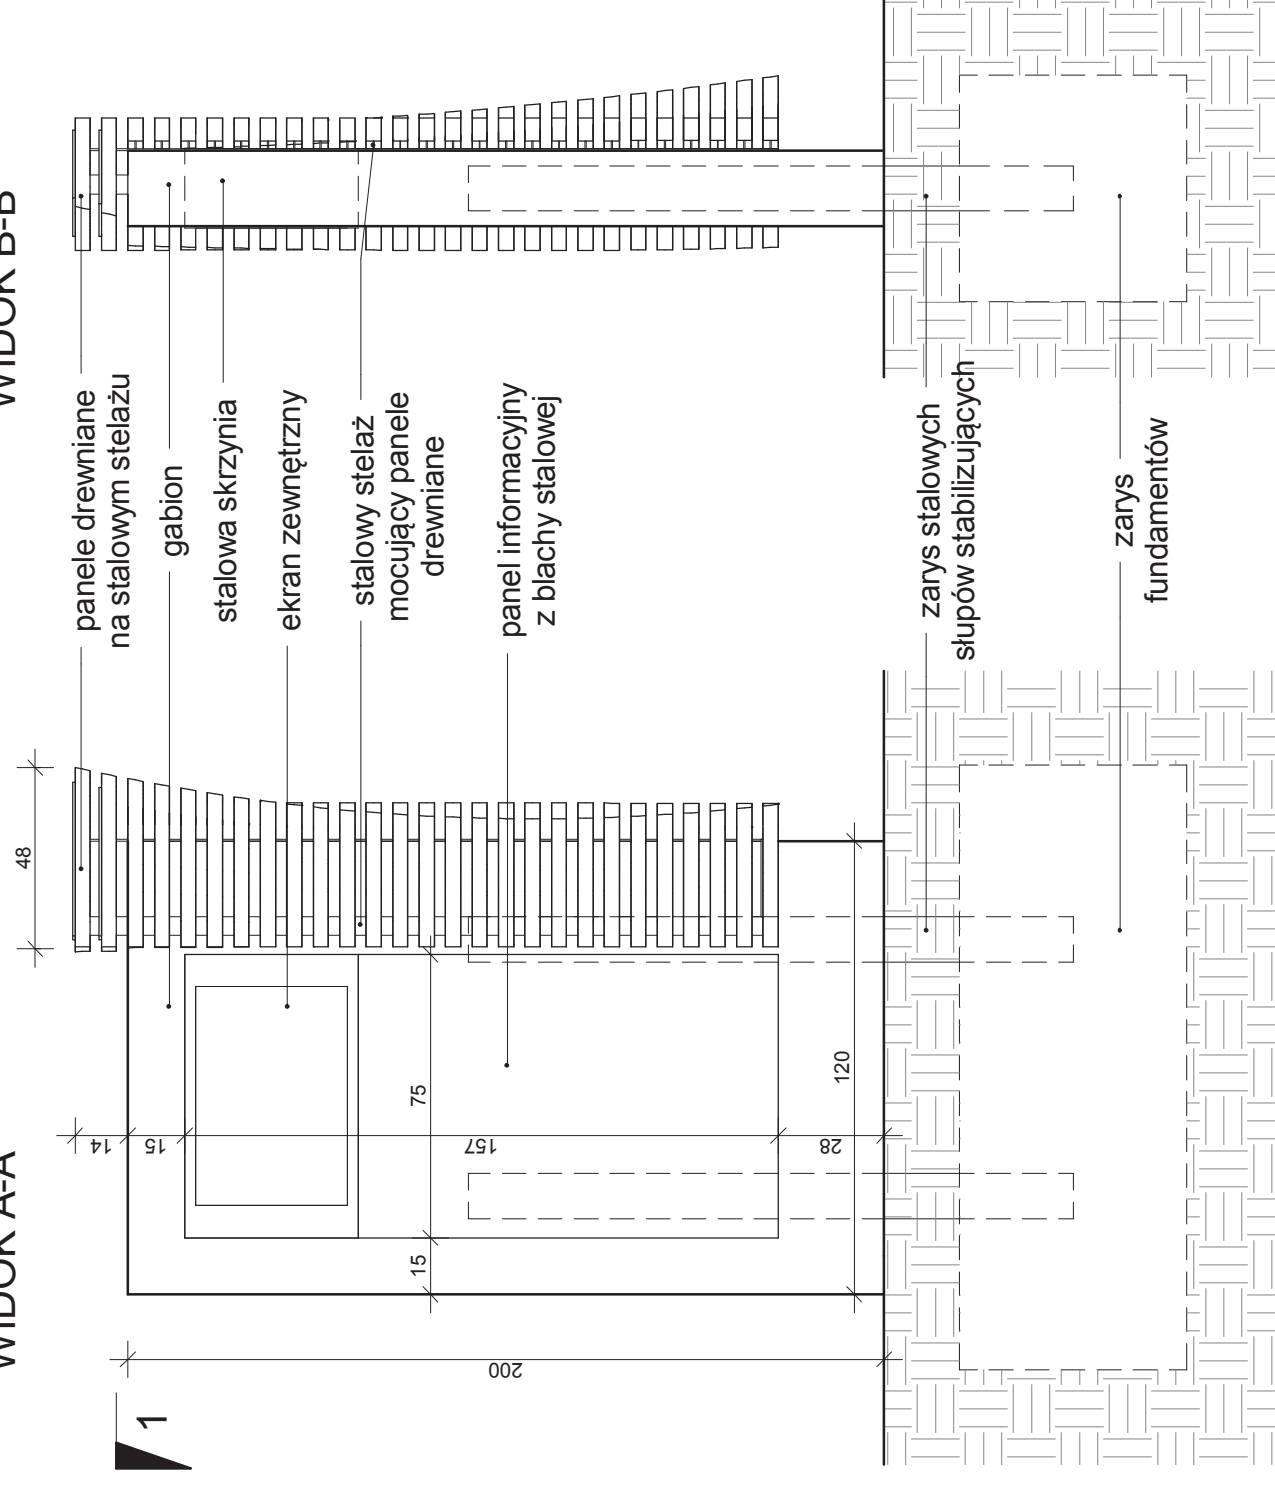 WIDOK A-A
WIDOK B-B
panele drewniane
na stalowym stelażu
gabion
stalowa skrzynia
ekran zewnętrzny
stalowy stelaż
mocujący panele
drewniane
panel informacyjny
z blachy stalowej
zarys stalowych
słupów stabilizujących
zarys
fundamentów
48
14
15
157
28
75
15
120
200
1